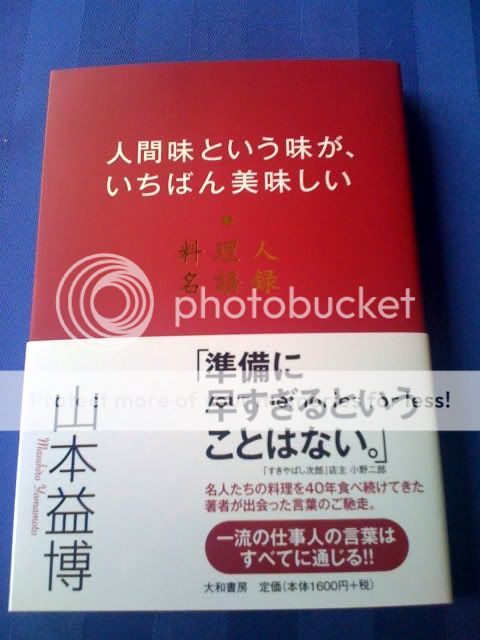 人間味という味が、
いちばん美味しい
料理人
名語録
photobucket
Protect more of your memories for less!
「準備に
早すぎるという
ことはない。」
「すきやばし次郎」店主 小野二郎
山本益博
Masuhiro Yamamoto
名人たちの料理を40年食べ続けてきた
著者が出会った言葉のご馳走。
一流の仕事人の言葉は
すべてに通じる!!
大和書房 定価(本体1600円+税)